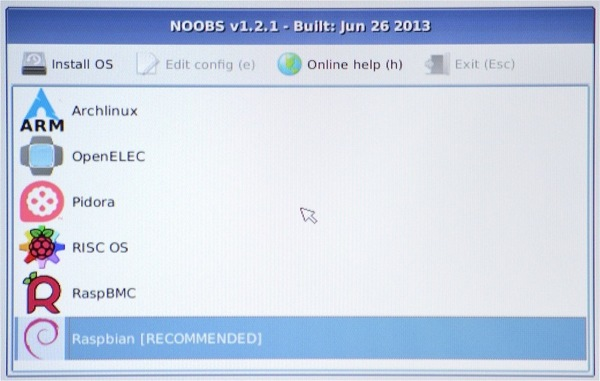 NOOBS v1.2.1 - Built: Jun 26 2013
Install OS Edit config (e) Online help (h) Exit (Esc)
Archlinux
ARM
OpenELEC
Pidora
RISC OS
RaspBMC
Raspbian [RECOMMENDED]